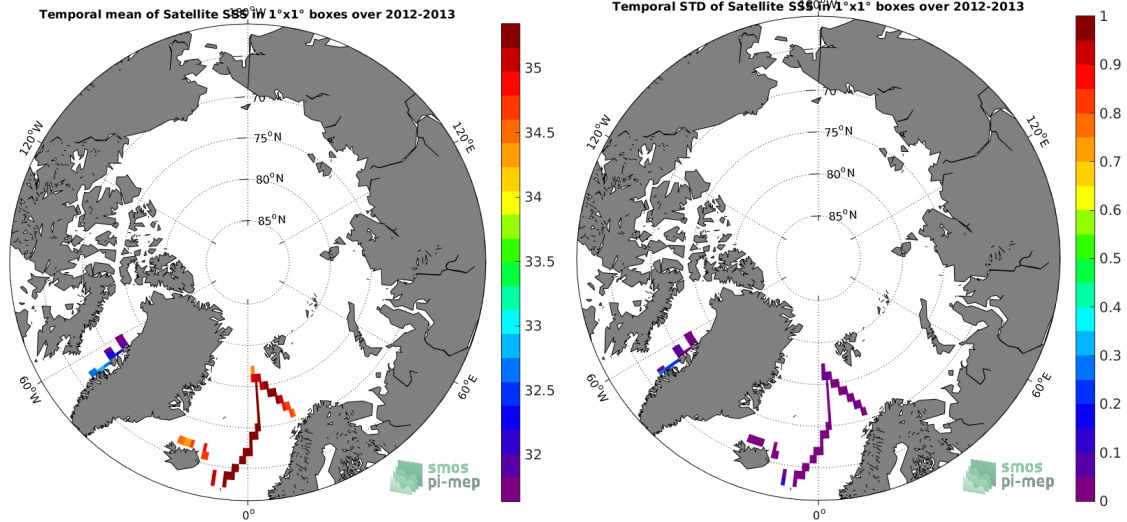 Temporal mean of Satellite SSS in 1°x1° boxes over 2012-2013
120°W
70
75°N
80°N
85°N
120°E
60°W
60°E
0°
35
34.5
34
33.5
33
32.5
32
smos
pi-mep
Temporal STD of Satellite SSS in 1°x1° boxes over 2012-2013
120°W
70
75°N
80°N
85°N
120°E
60°W
60°E
0°
1
0.9
0.8
0.7
0.6
0.5
0.4
0.3
0.2
0.1
0
smos
pi-mep